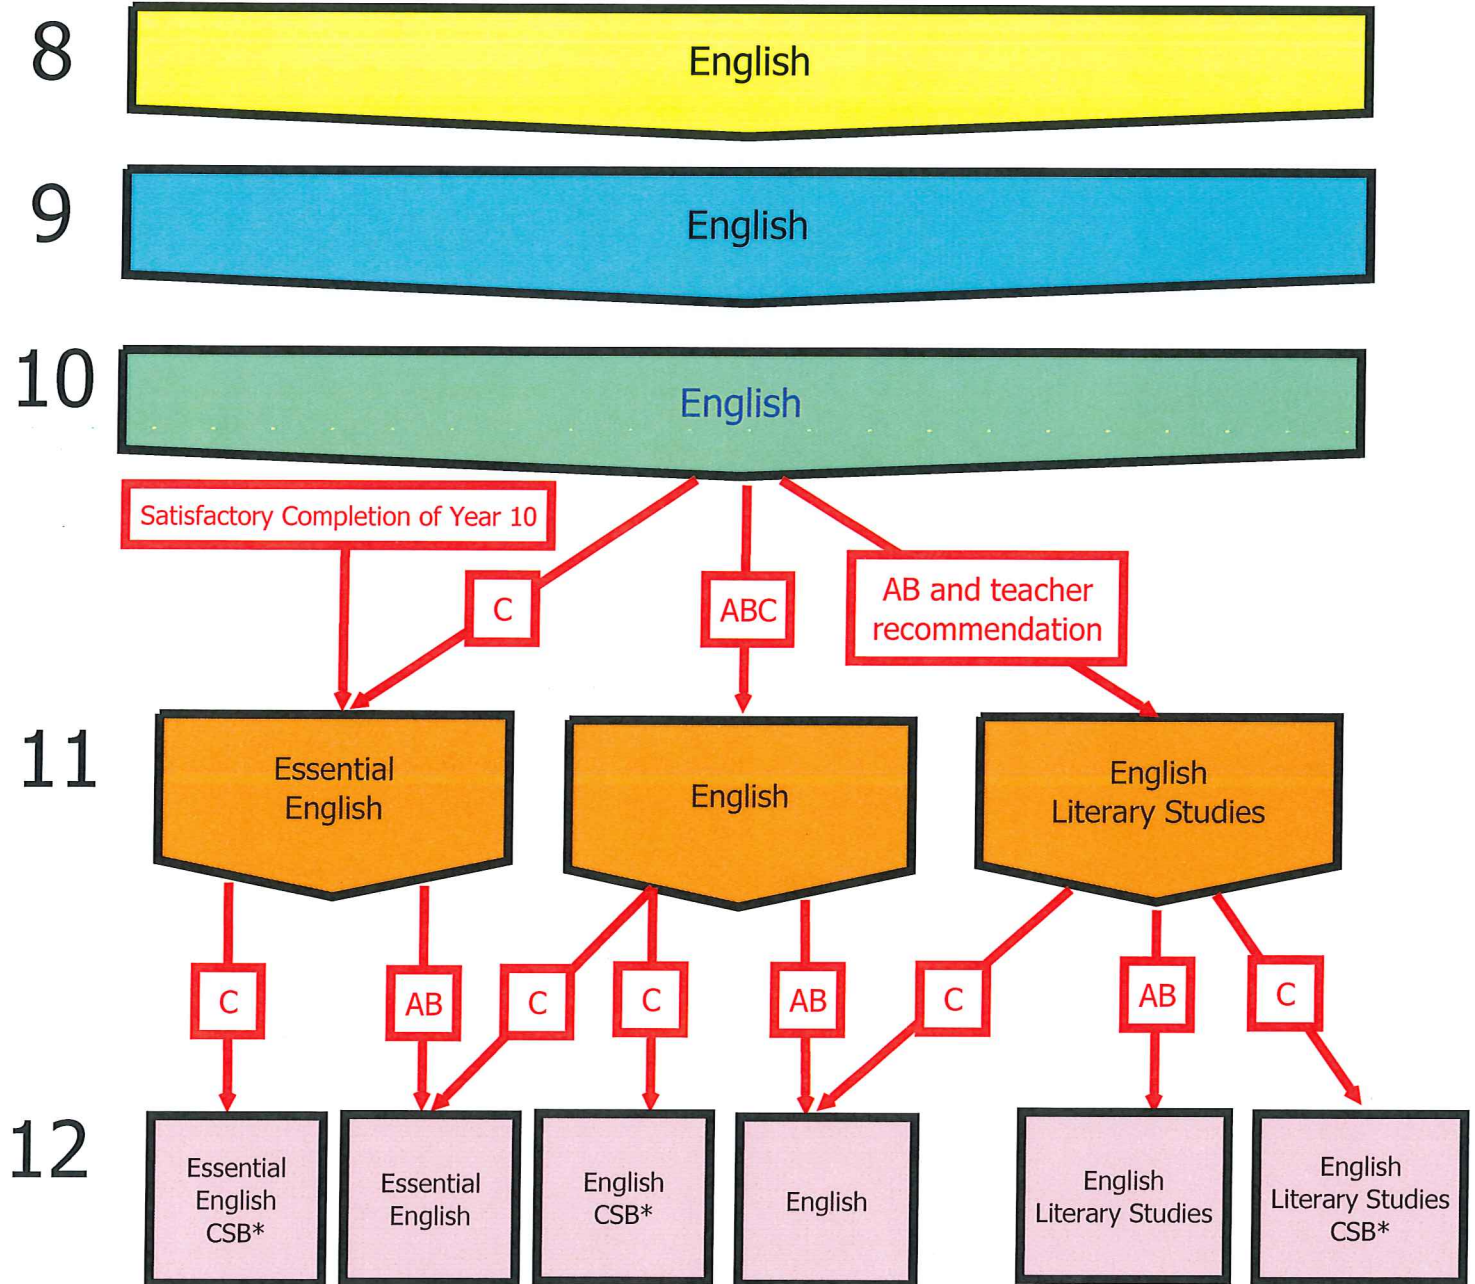 8
English
9
English
10
English
Satisfactory Completion of Year 10
C
ABC
AB and teacher
recommendation
11
Essential
English
English
English
Literary Studies
C
AB
C
C
AB
C
AB
C
12
Essential
English
CSB*
Essential
English
English
CSB*
English
English
Literary Studies
English
Literary Studies
CSB*